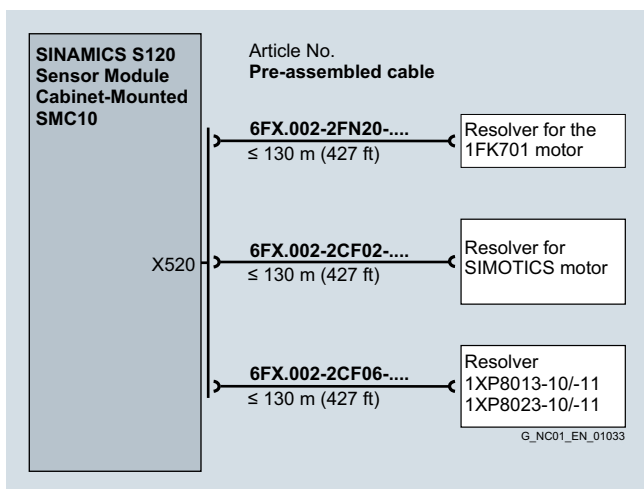 SINAMICS S120
Sensor Module
Cabinet-Mounted
SMC10
Article No.
Pre-assembled cable
6FX.002-2FN20-....
≤ 130 m (427 ft)
Resolver for the
1FK701 motor
X520
6FX.002-2CF02-....
≤ 130 m (427 ft)
Resolver for
SIMOTICS motor
6FX.002-2CF06-....
≤ 130 m (427 ft)
Resolver
1XP8013-10/-11
1XP8023-10/-11
G_NC01_EN_01033